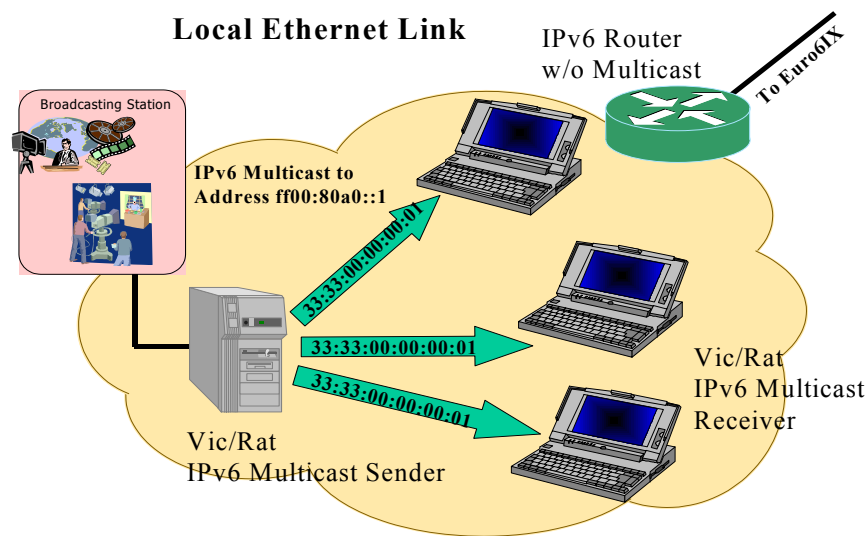 Local Ethernet Link
IPv6 Router
w/o Multicast
To Euro6IX
Broadcasting Station
IPv6 Multicast to
Address ff00:80a0::1
33:33:00:00:00:01
33:33:00:00:00:01
33:33:00:00:00:01
Vic/Rat
IPv6 Multicast
Receiver
Vic/Rat
IPv6 Multicast Sender